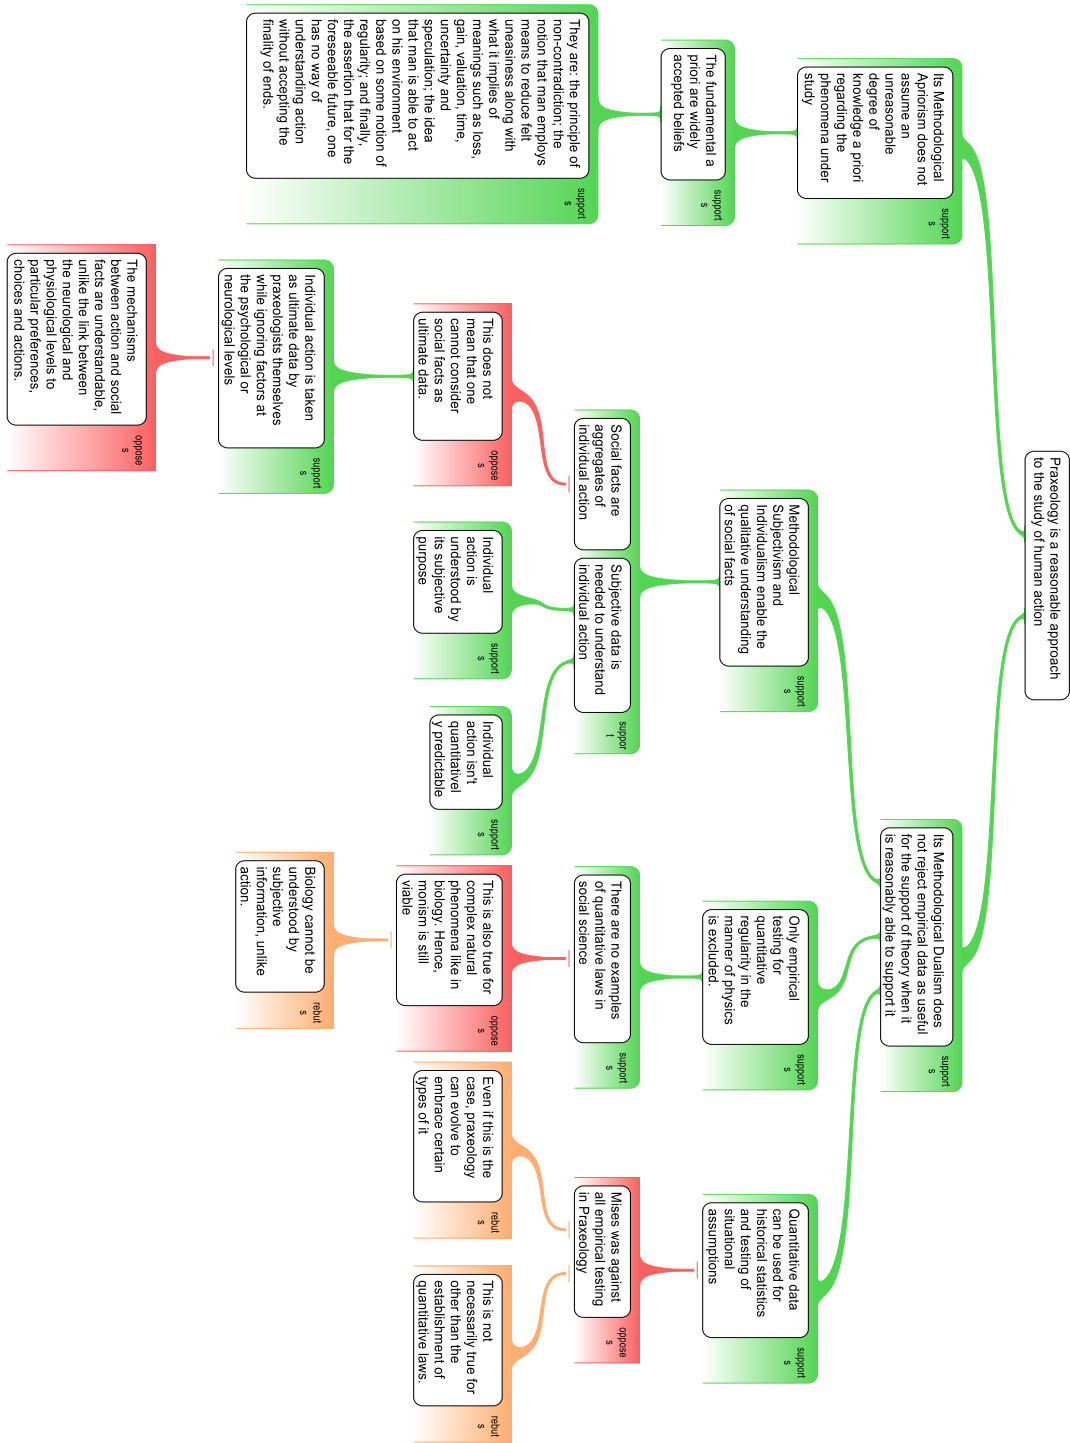 Praxeology is a reasonable approach
to the study of human action
Its Methodological
Apriorism does not
assume an
unreasonable
degree of
knowledge a priori
regarding the
phenomena under
study
support
s
The fundamental a
priori are widely
accepted beliefs
support
s
They are: the principle of
non-contradiction; the
notion that man employs
means to reduce felt
uneasiness along with
what it implies of
meanings such as loss,
gain, valuation, time,
uncertainty and
speculation; the idea
that man is able to act
on his environment
based on some notion of
regularity; and finally,
the assertion that for the
foreseeable future, one
has no way of
understanding action
without accepting the
finality of ends.
support
s
Its Methodological Dualism does
not reject empirical data as useful
for the support of theory when it
is reasonably able to support it
support
s
Methodological
Subjectivism and
Individualism enable the
qualitative understanding
of social facts
support
s
Social facts are
aggregates of
individual action
Subjective data is
needed to understand
individual action
suppor
t
This does not
mean that one
cannot consider
social facts as
ultimate data.
oppose
s
Individual action is taken
as ultimate data by
praxeologists themselves
while ignoring factors at
the psychological or
neurological levels
support
s
The mechanisms
between action and social
facts are understandable,
unlike the link between
the neurological and
physiological levels to
particular preferences,
choices and actions.
oppose
s
Individual
action is
understood by
its subjective
purpose
support
s
Individual
action isn't
quantitativel
y predictable
support
s
Only empirical
testing for
quantitative
regularity in the
manner of physics
is excluded.
support
s
There are no examples
of quantitative laws in
social science
support
s
This is also true for
complex natural
phenomena like in
biology. Hence,
monism is still
viable
oppose
s
Biology cannot be
understood by
subjective
information, unlike
action.
rebut
s
Quantitative data
can be used for
historical statistics
and testing of
situational
assumptions
support
s
Mises was against
all empirical testing
in Praxeology
oppose
s
Even if this is the
case, praxeology
can evolve to
embrace certain
types of it
rebut
s
This is not
necessarily true for
other than the
establishment of
quantitative laws.
rebut
s